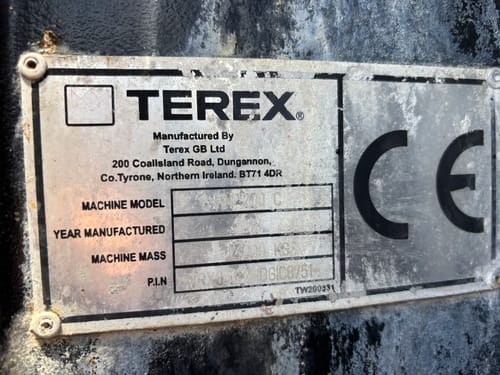 TEREX®
Manufactured By
Terex GB Ltd
200 Coalisland Road, Dungannon,
Co.Tyrone, Northern Ireland. BT71 4DR
MACHINE MODEL
YEAR MANUFACTURED
MACHINE MASS
P.I.N
TW200331
CE